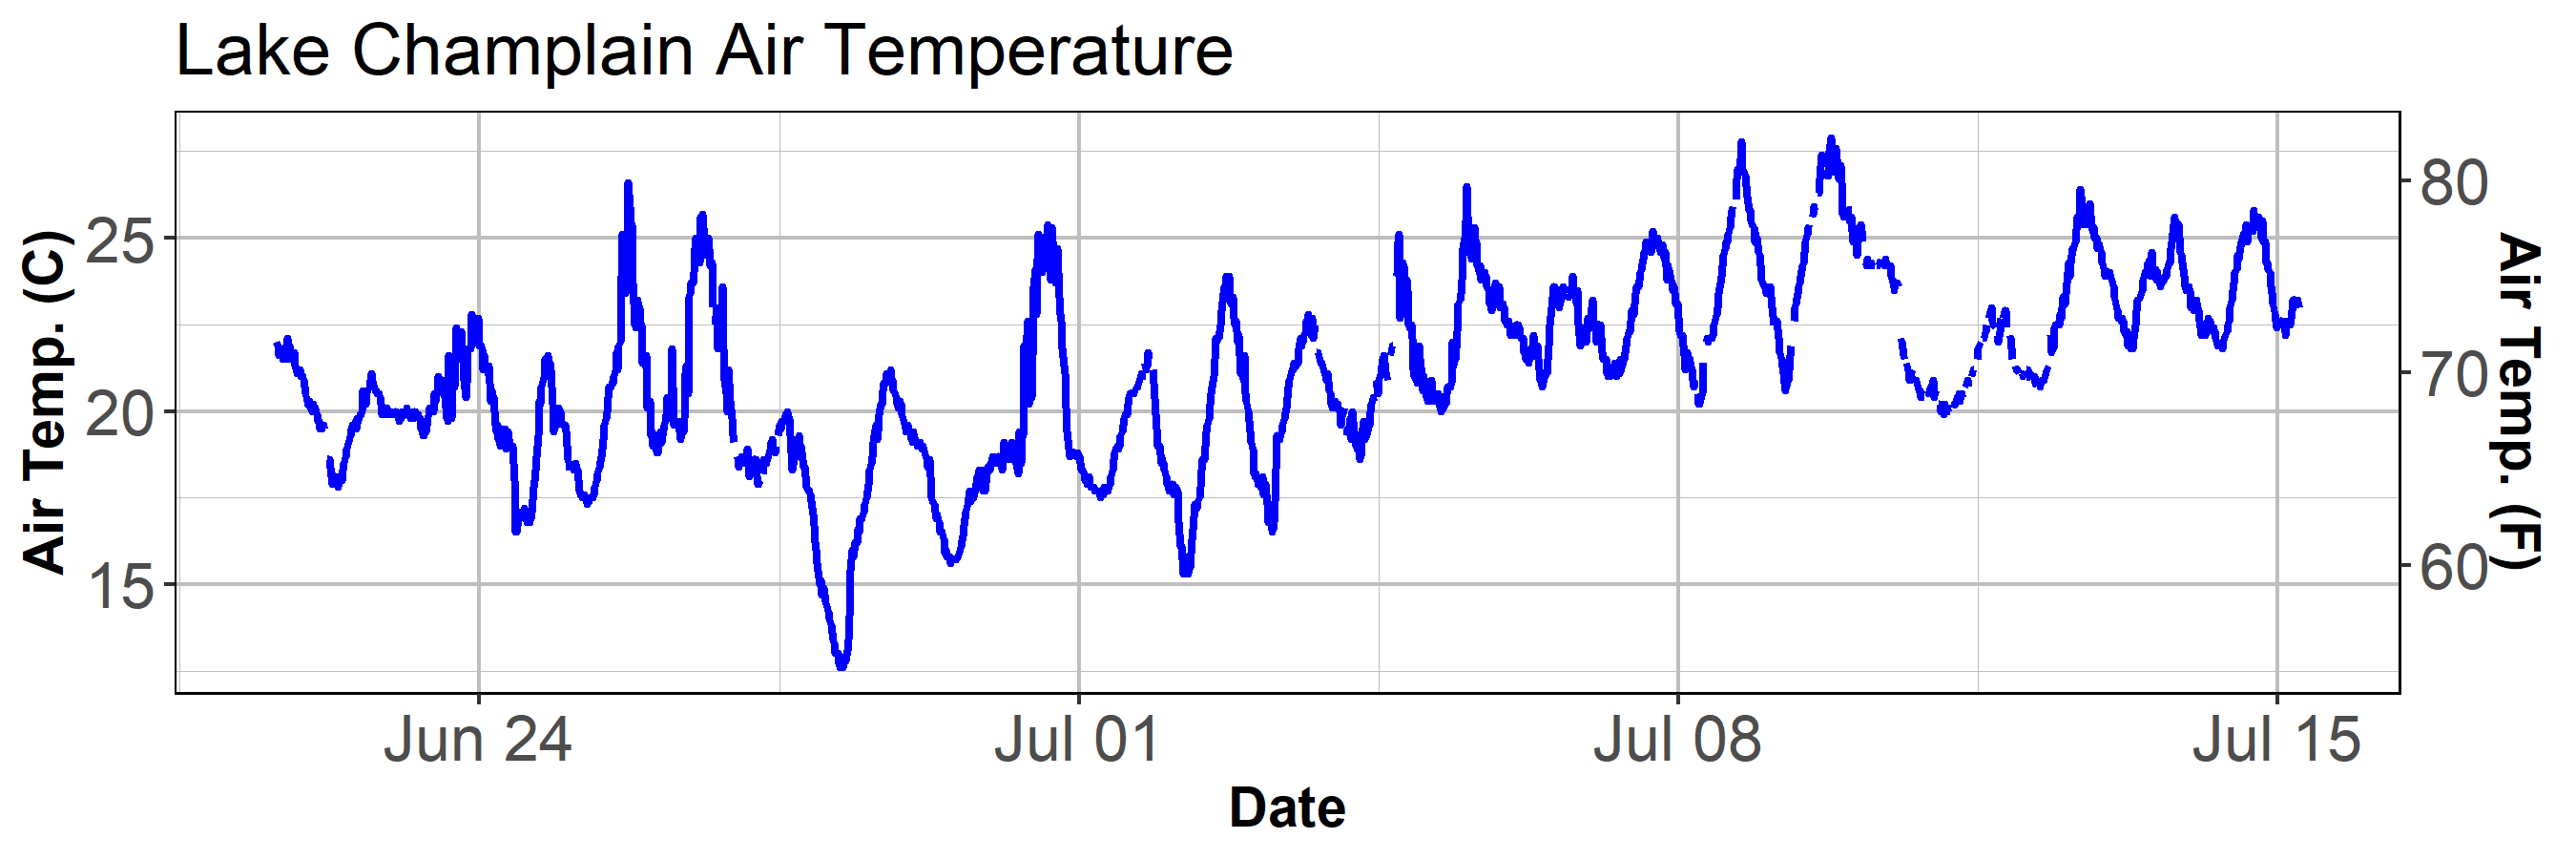 Lake Champlain Air Temperature
Air Temp. (C)
25
20
15
80
70
60
Air Temp. (F)
Jun 24
Jul 01
Jul 08
Jul 15
Date